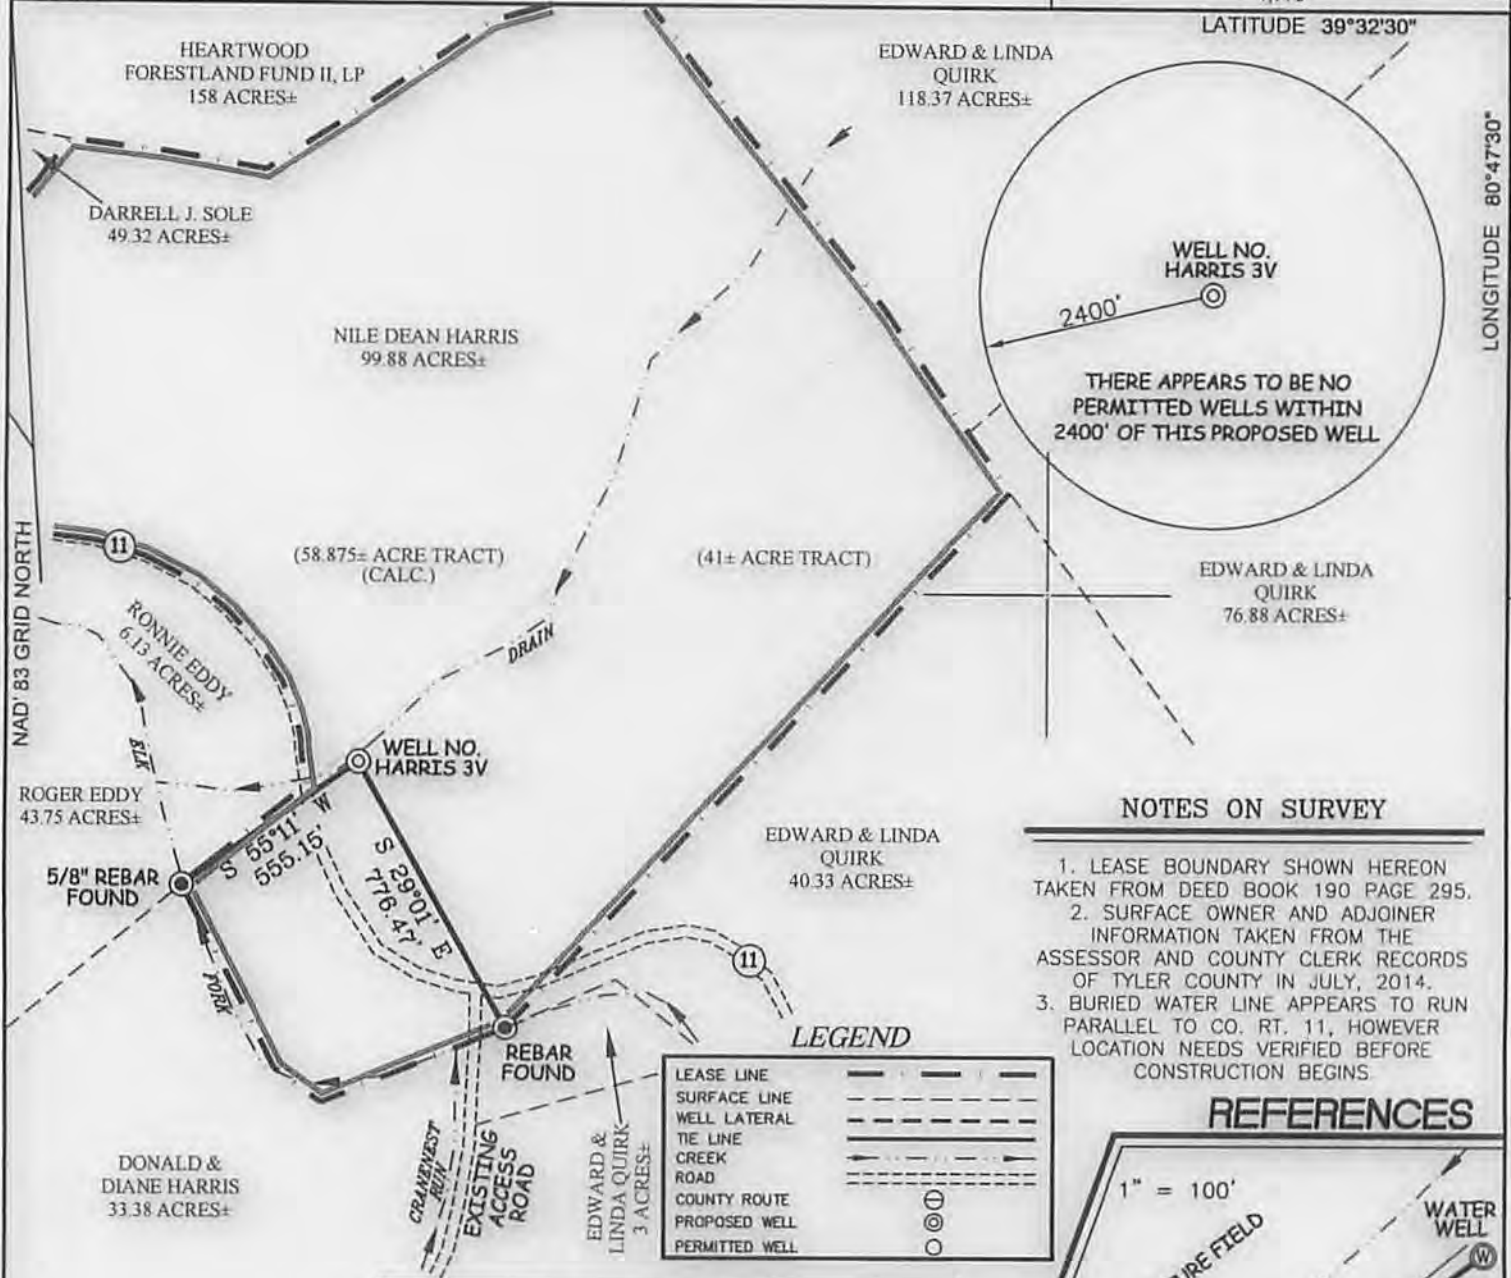 LATITUDE 39°32'30"
HEARTWOOD
FORESTLAND FUND II, LP
158 ACRES±
EDWARD & LINDA
QUIRK
118.37 ACRES±
LONGITUDE 80°47'30"
DARRELL J. SOLE
49.32 ACRES±
WELL NO.
HARRIS 3V
2400'
NILE DEAN HARRIS
99.88 ACRES±
THERE APPEARS TO BE NO
PERMITTED WELLS WITHIN
2400' OF THIS PROPOSED WELL
NAD' 83 GRID NORTH
11
(58.875± ACRE TRACT)
(CALC.)
(41± ACRE TRACT)
EDWARD & LINDA
QUIRK
76.88 ACRES±
RONNIE EDDY
6.13 ACRES±
DRAIN
ELK
WELL NO.
HARRIS 3V
ROGER EDDY
43.75 ACRES±
S 55°11' W
555.15'
S 29°01' E
776.47'
5/8" REBAR
FOUND
FORK
EDWARD & LINDA
QUIRK
40.33 ACRES±
11
NOTES ON SURVEY
1. LEASE BOUNDARY SHOWN HEREON
TAKEN FROM DEED BOOK 190 PAGE 295.
2. SURFACE OWNER AND ADJOINER
INFORMATION TAKEN FROM THE
ASSESSOR AND COUNTY CLERK RECORDS
OF TYLER COUNTY IN JULY, 2014.
3. BURIED WATER LINE APPEARS TO RUN
PARALLEL TO CO. RT. 11, HOWEVER
LOCATION NEEDS VERIFIED BEFORE
CONSTRUCTION BEGINS.
REBAR
FOUND
DONALD &
DIANE HARRIS
33.38 ACRES±
CRANENEST
RUN
EXISTING
ACCESS
ROAD
EDWARD &
LINDA QUIRK
3 ACRES±
LEGEND
LEASE LINE
SURFACE LINE
WELL LATERAL
TIE LINE
CREEK
ROAD
COUNTY ROUTE
PROPOSED WELL
PERMITTED WELL
REFERENCES
1" = 100'
URE FIELD
WATER
WELL
W